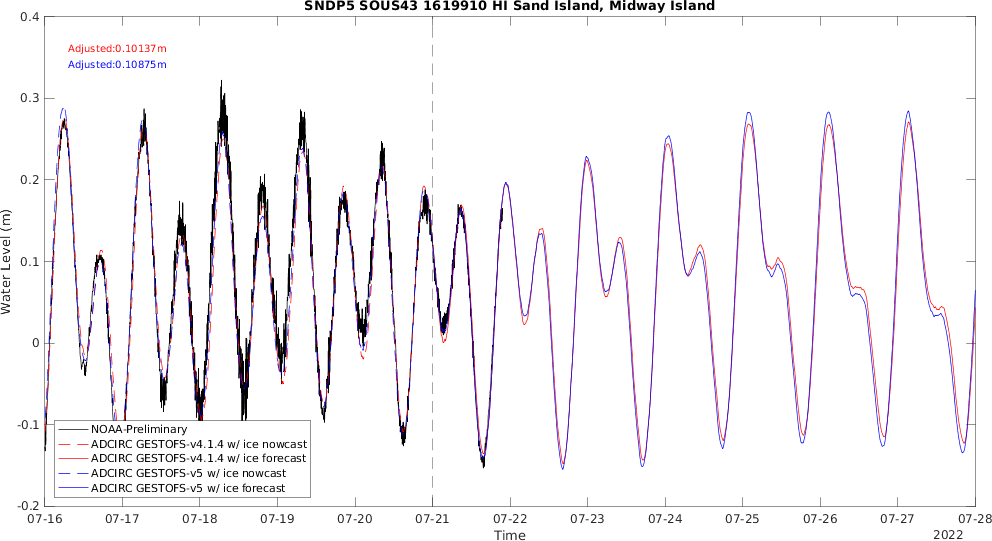 SNDP5 SOUS43 1619910 HI Sand Island, Midway Island
Adjusted:0.10137m
Adjusted:0.10875m
Water Level (m)
0.4
0.3
0.2
0.1
0
-0.1
-0.2
NOAA-Preliminary
ADCIRC GESTOFS-v4.1.4 w/ ice nowcast
ADCIRC GESTOFS-v4.1.4 w/ ice forecast
ADCIRC GESTOFS-v5 w/ ice nowcast
ADCIRC GESTOFS-v5 w/ ice forecast
07-16 07-17 07-18 07-19 07-20 07-21 07-22 07-23 07-24 07-25 07-26 07-27 07-28
Time
2022